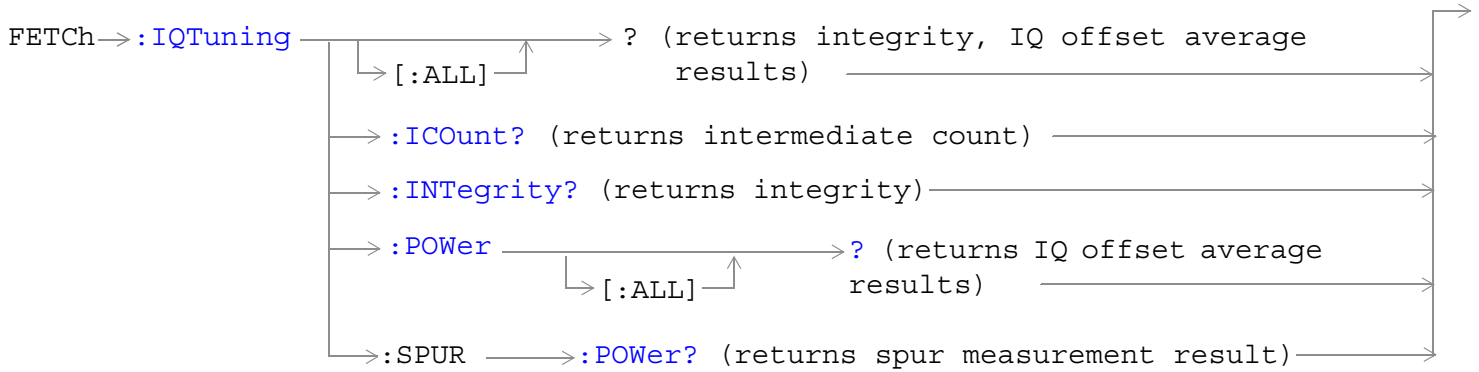 FETCh :IQTuning ? (returns integrity, IQ offset average
[:ALL] results)
:ICOunt? (returns intermediate count)
:INTegrity? (returns integrity)
:POWer ? (returns IQ offset average
[:ALL] results)
:SPUR :POWer? (returns spur measurement result)